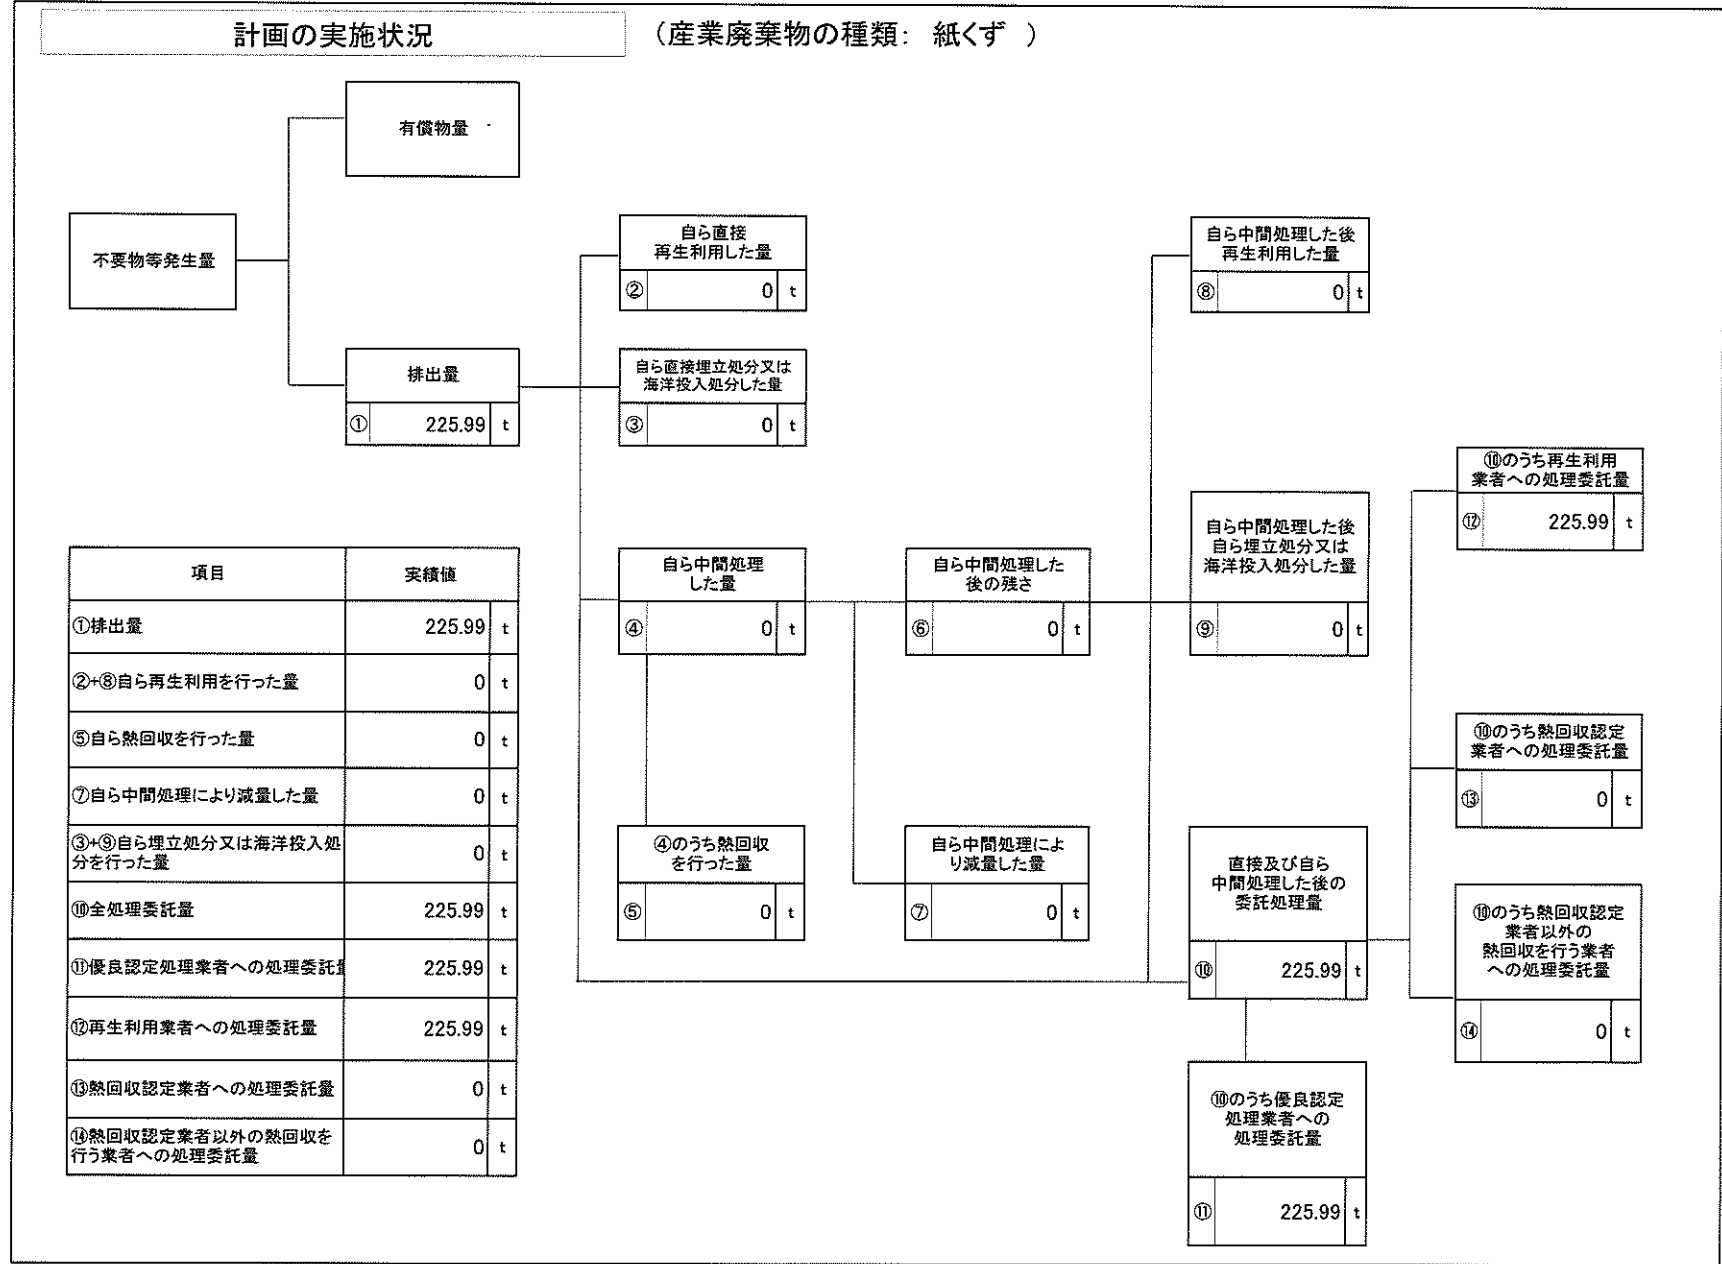 計画の実施状況
（産業廃棄物の種類： 紙くず ）
有償物量
不要物等発生量
排出量
① 225.99 t
自ら直接
再生利用した量
② 0 t
自ら直接埋立処分又は
海洋投入処分した量
③ 0 t
自ら中間処理
した量
④ 0 t
④のうち熱回収
を行った量
⑤ 0 t
自ら中間処理した
後の残さ
⑥ 0 t
自ら中間処理によ
り減量した量
⑦ 0 t
自ら中間処理した後
再生利用した量
⑧ 0 t
自ら中間処理した後
自ら埋立処分又は
海洋投入処分した量
⑨ 0 t
直接及び自ら
中間処理した後の
委託処理量
⑩ 225.99 t
⑩のうち優良認定
処理業者への
処理委託量
⑪ 225.99 t
⑩のうち再生利用
業者への処理委託量
⑫ 225.99 t
⑩のうち熱回収認定
業者への処理委託量
⑬ 0 t
⑩のうち熱回収認定
業者以外の
熱回収を行う業者
への処理委託量
⑭ 0 t
項目 実績値
①排出量 225.99 t
②+⑧自ら再生利用を行った量 0 t
⑤自ら熱回収を行った量 0 t
⑦自ら中間処理により減量した量 0 t
③+⑨自ら埋立処分又は海洋投入処
分を行った量 0 t
⑩全処理委託量 225.99 t
⑪優良認定処理業者への処理委託量 225.99 t
⑫再生利用業者への処理委託量 225.99 t
⑬熱回収認定業者への処理委託量 0 t
⑭熱回収認定業者以外の熱回収を
行う業者への処理委託量 0 t